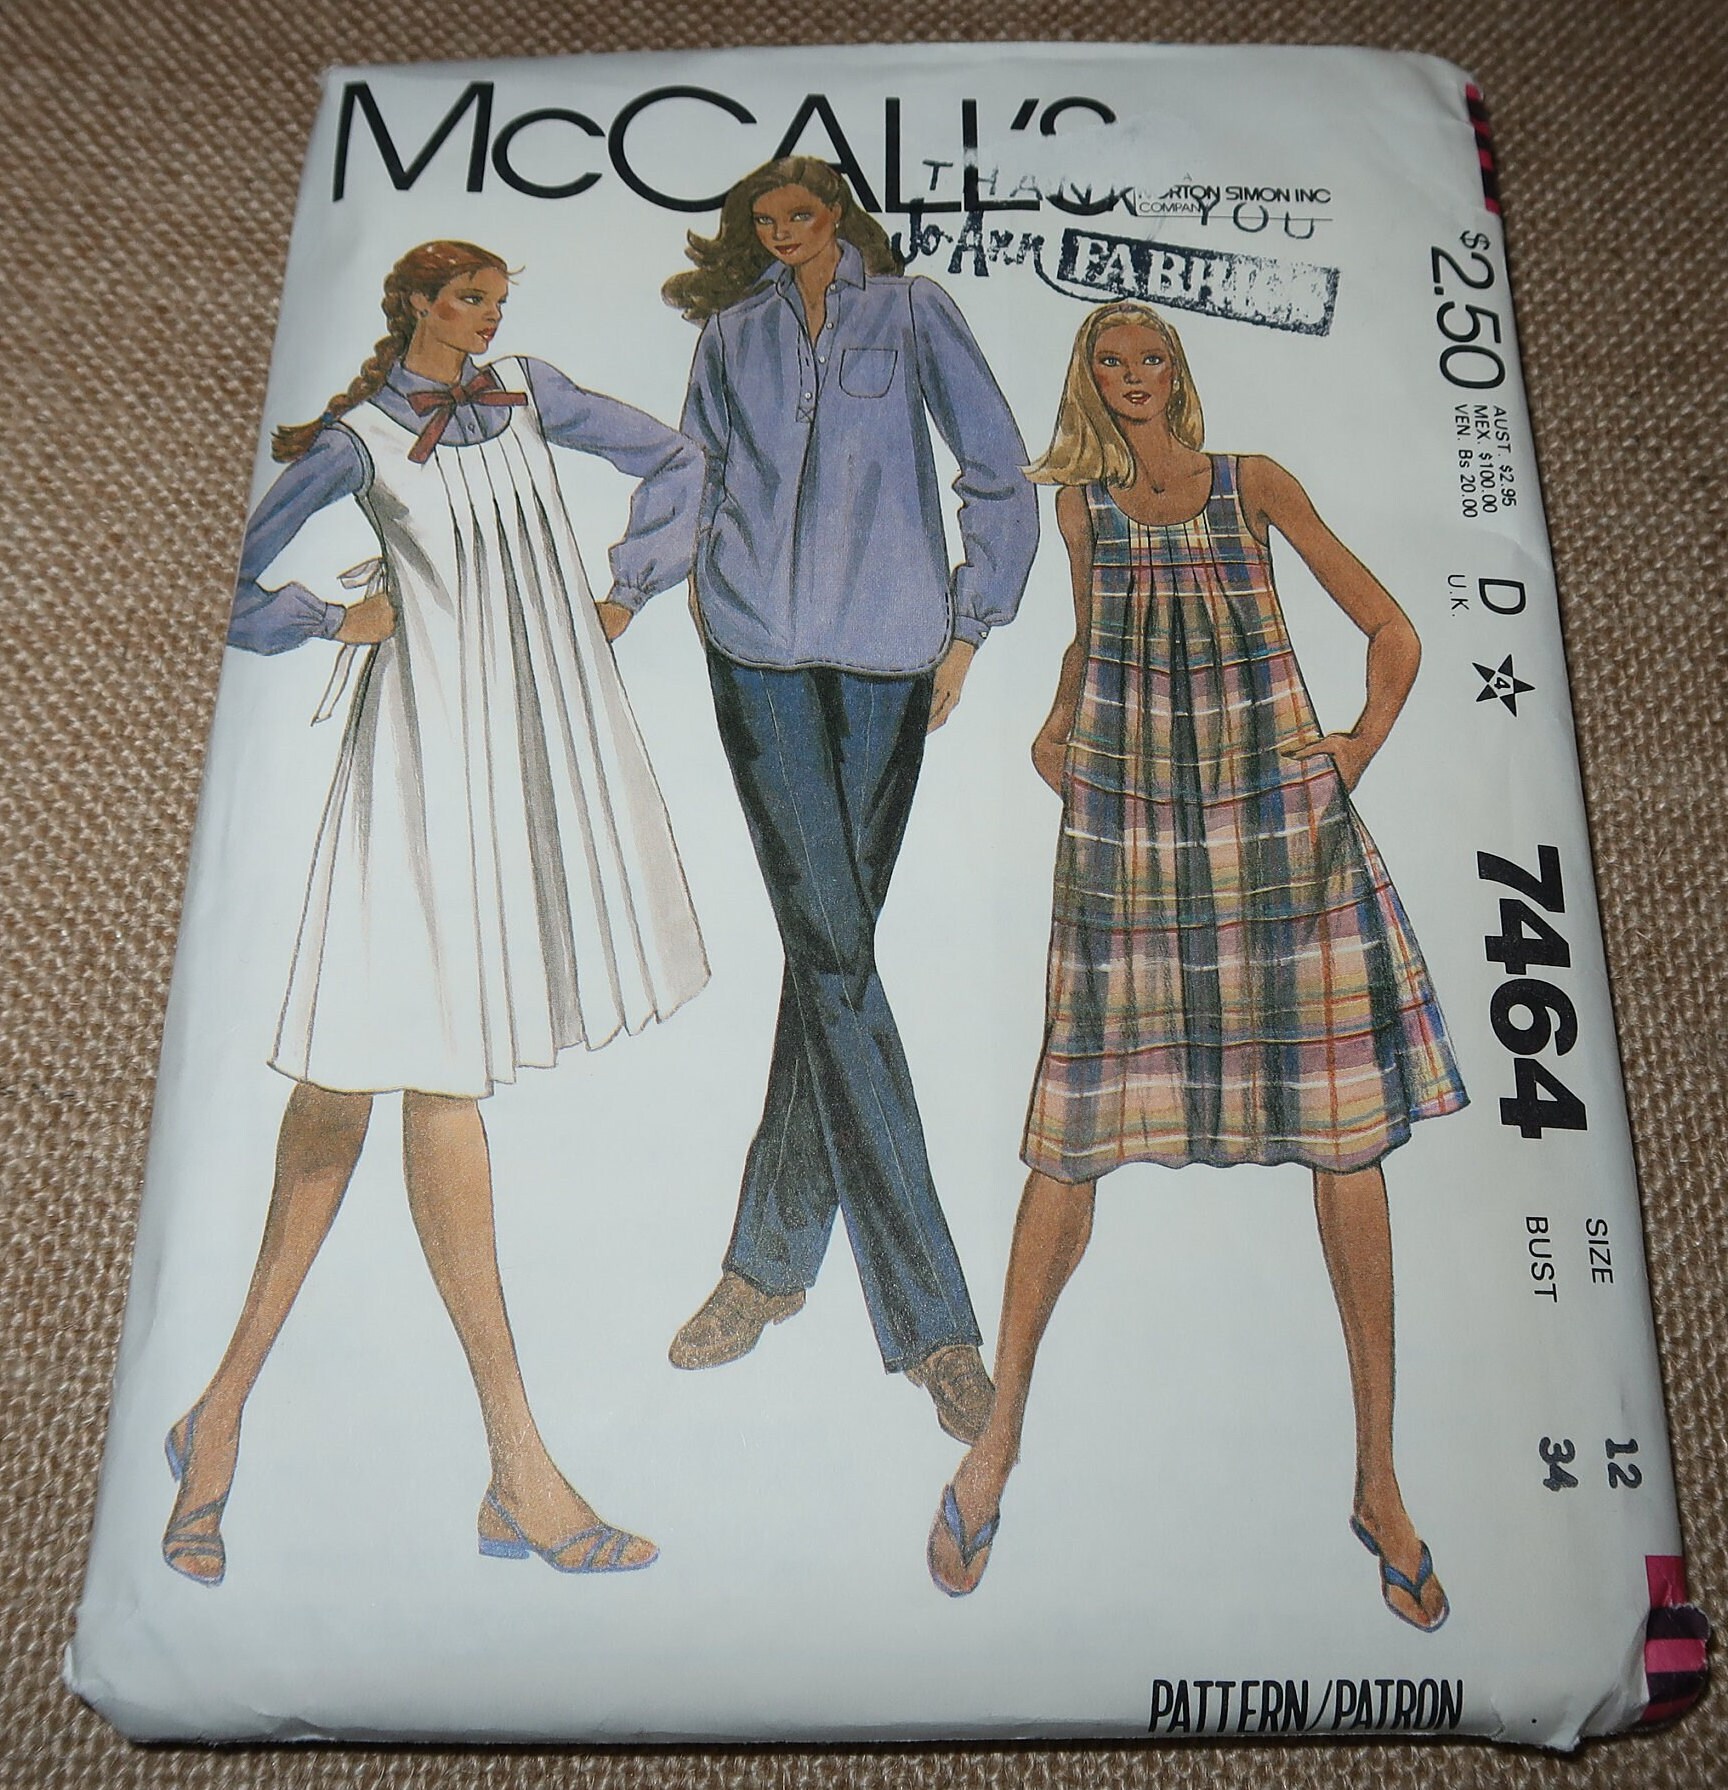 McCALL'S
A
NORTON SIMON INC
COMPANY
THANK YOU
Jo-Ann FABRICS
$2.50
AUST. $2.95
MEX. $100.00
VEN. Bs 20.00
D
U.K.
4
7464
SIZE 12
BUST 34
PATTERN/PATRON